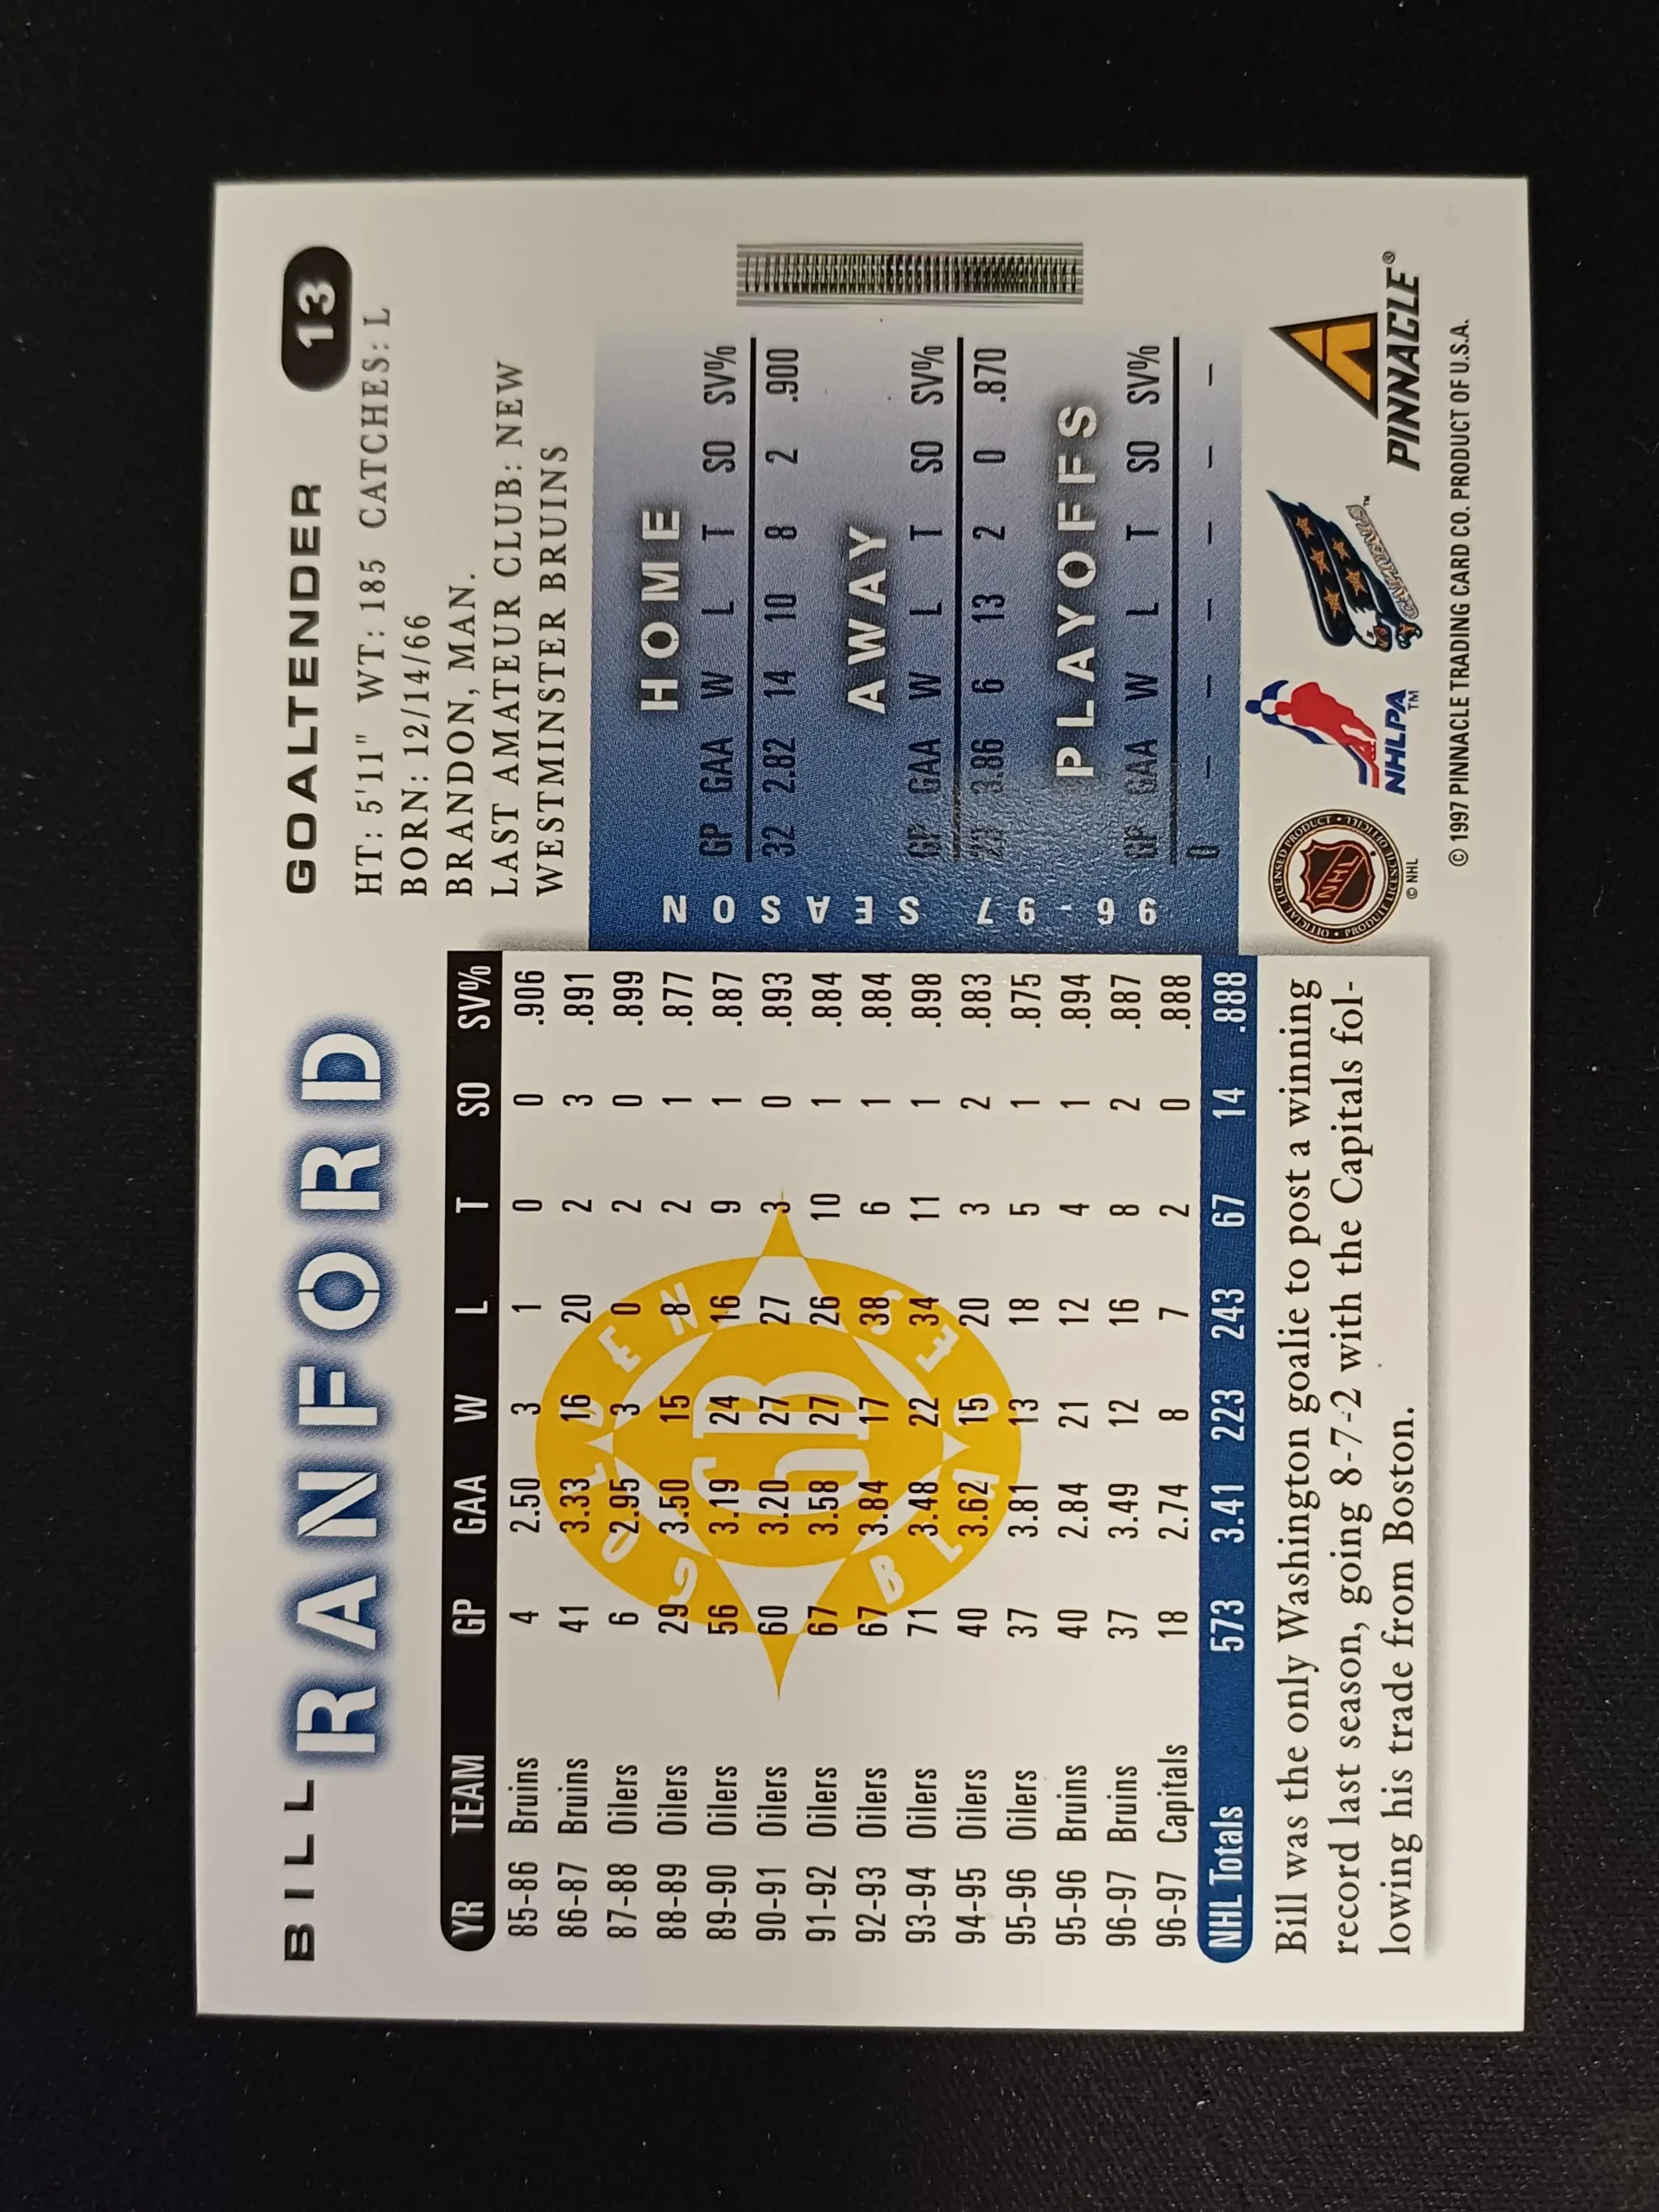 BILL RANFORD
GOALTENDER 13
HT: 5'11" WT: 185 CATCHES: L
BORN: 12/14/66
BRANDON, MAN.
LAST AMATEUR CLUB: NEW
WESTMINSTER BRUINS
YR TEAM GP GAA W L T SO SV%
85-86 Bruins 4 2.50 3 1 0 0 .906
86-87 Bruins 41 3.33 16 20 2 3 .891
87-88 Oilers 6 2.95 3 0 2 0 .899
88-89 Oilers 29 3.50 15 8 2 1 .877
89-90 Oilers 56 3.19 24 16 9 1 .887
90-91 Oilers 60 3.20 27 27 3 0 .893
91-92 Oilers 67 3.58 27 26 10 1 .884
92-93 Oilers 67 3.84 17 38 6 1 .884
93-94 Oilers 71 3.48 22 34 11 1 .898
94-95 Oilers 40 3.62 15 20 3 2 .883
95-96 Oilers 37 3.81 13 18 5 1 .875
95-96 Bruins 40 2.84 21 12 4 1 .894
96-97 Bruins 37 3.49 12 16 8 2 .887
96-97 Capitals 18 2.74 8 7 2 0 .888
NHL Totals 573 3.41 223 243 67 14 .888
GOLDEN BLADES
GB
Bill was the only Washington goalie to post a winning
record last season, going 8-7-2 with the Capitals fol-
lowing his trade from Boston.
96-97 SEASON
HOME
GP GAA W L T SO SV%
32 2.82 14 10 8 2 .900
AWAY
GP GAA W L T SO SV%
3.86 6 13 2 0 .870
PLAYOFFS
GP GAA W L T SO SV%
0 – – – – – –
OFFICIAL LICENSED PRODUCT • PRODUIT LICENCIE OFFICIEL •
NHL
© NHL
NHLPA™
CAPITALS™
PINNACLE®
© 1997 PINNACLE TRADING CARD CO. PRODUCT OF U.S.A.